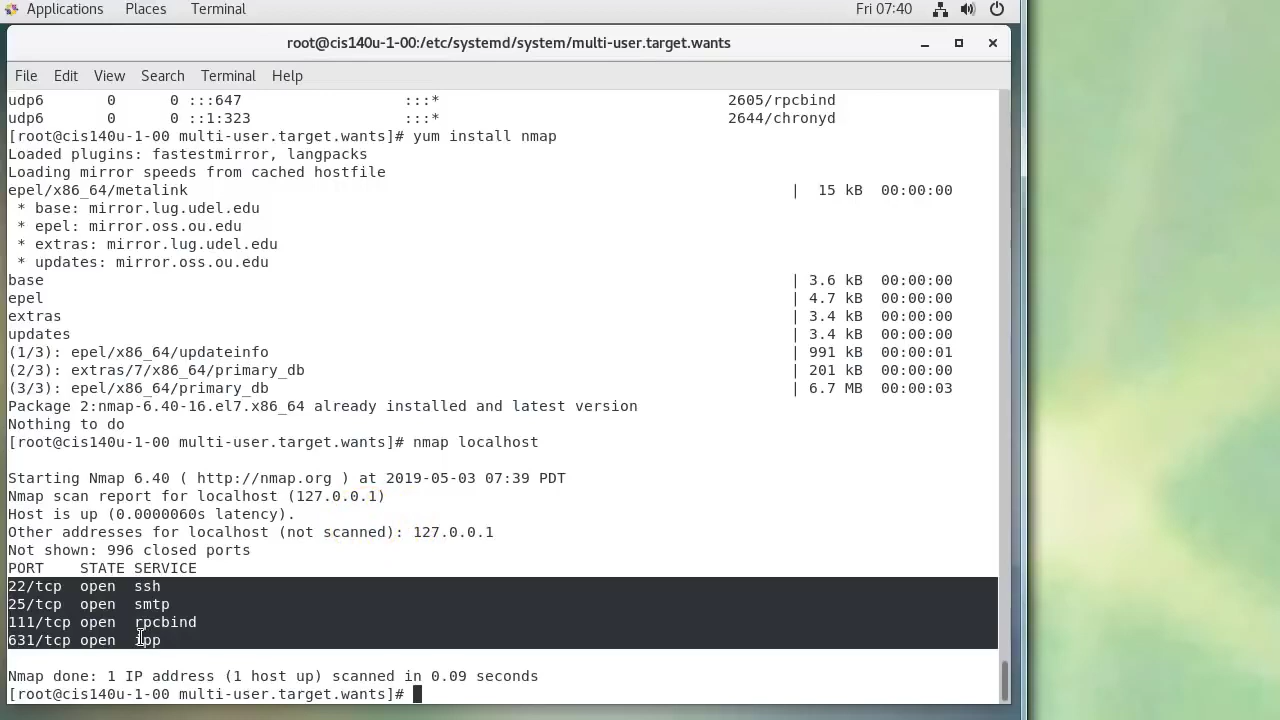 Applications Places Terminal Fri 07:40
root@cis140u-1-00:/etc/systemd/system/multi-user.target.wants
File Edit View Search Terminal Help
udp6 0 0 :::647 :::* 2605/rpcbind
udp6 0 0 ::1:323 :::* 2644/chronyd
[root@cis140u-1-00 multi-user.target.wants]# yum install nmap
Loaded plugins: fastestmirror, langpacks
Loading mirror speeds from cached hostfile
epel/x86_64/metalink | 15 kB 00:00:00
* base: mirror.lug.udel.edu
* epel: mirror.oss.ou.edu
* extras: mirror.lug.udel.edu
* updates: mirror.oss.ou.edu
base | 3.6 kB 00:00:00
epel | 4.7 kB 00:00:00
extras | 3.4 kB 00:00:00
updates | 3.4 kB 00:00:00
(1/3): epel/x86_64/updateinfo | 991 kB 00:00:01
(2/3): extras/7/x86_64/primary_db | 201 kB 00:00:00
(3/3): epel/x86_64/primary_db | 6.7 MB 00:00:03
Package 2:nmap-6.40-16.el7.x86_64 already installed and latest version
Nothing to do
[root@cis140u-1-00 multi-user.target.wants]# nmap localhost
Starting Nmap 6.40 ( http://nmap.org ) at 2019-05-03 07:39 PDT
Nmap scan report for localhost (127.0.0.1)
Host is up (0.0000060s latency).
Other addresses for localhost (not scanned): 127.0.0.1
Not shown: 996 closed ports
PORT STATE SERVICE
22/tcp open ssh
25/tcp open smtp
111/tcp open rpcbind
631/tcp open ipp
Nmap done: 1 IP address (1 host up) scanned in 0.09 seconds
[root@cis140u-1-00 multi-user.target.wants]#